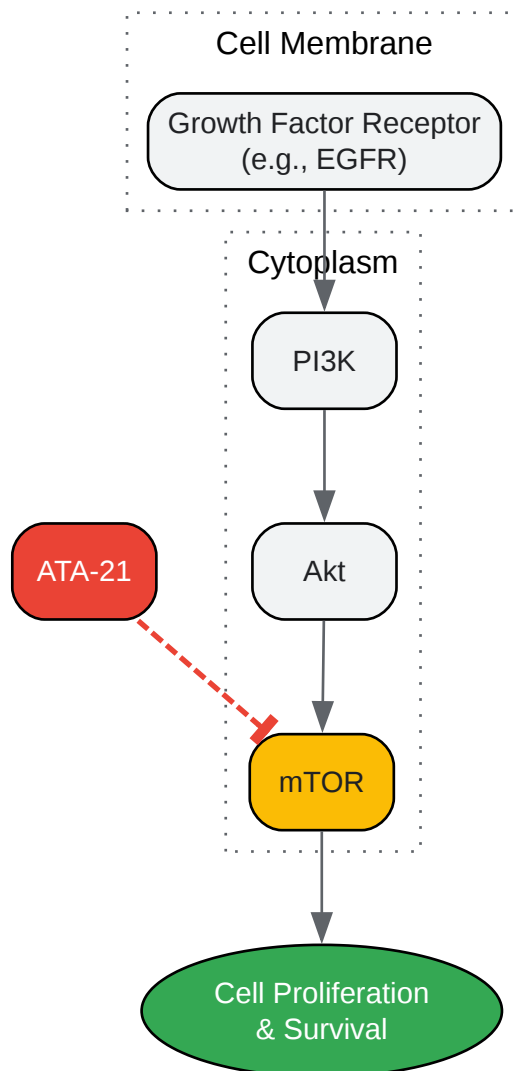 Cell Membrane
Growth Factor Receptor
(e.g., EGFR)
Cytoplasm
PI3K
ATA-21
Akt
mTOR
Cell Proliferation
& Survival